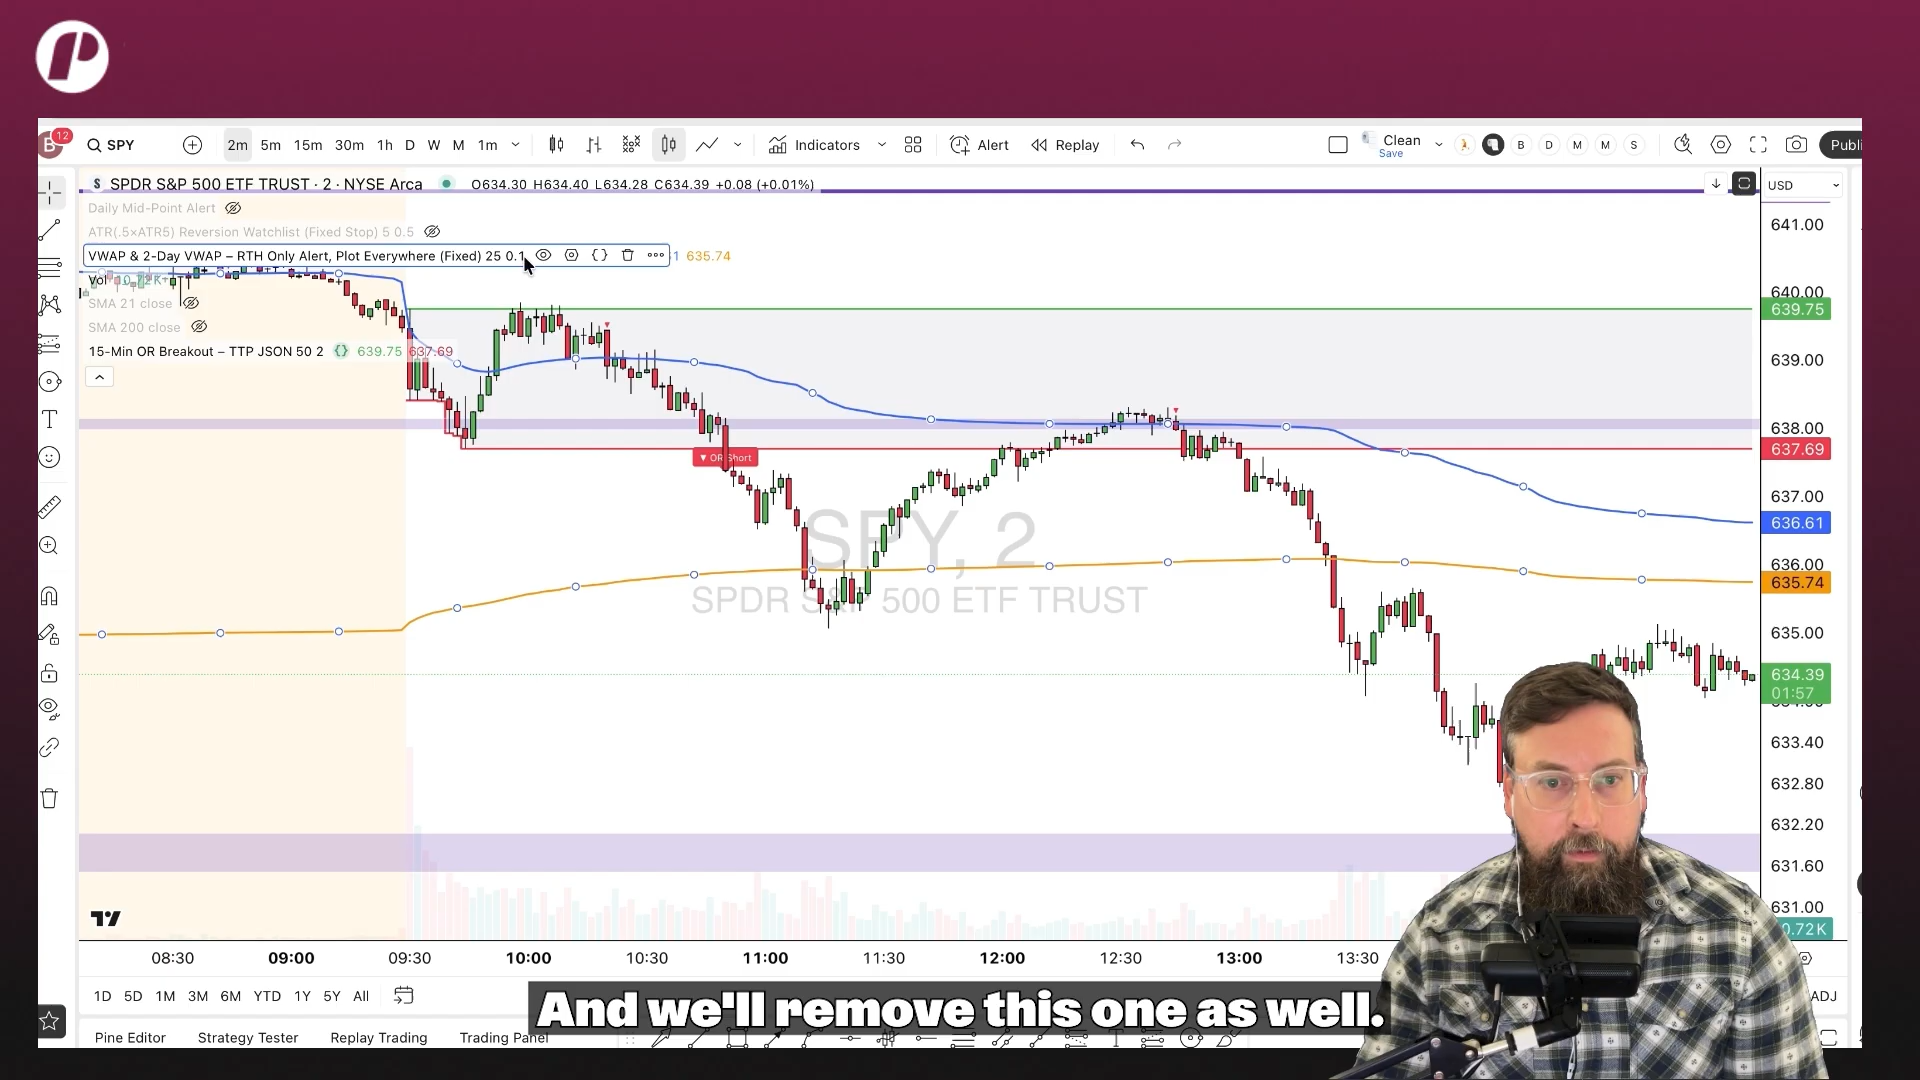 12
B
SPY
2m 5m 15m 30m 1h D W M 1m
Indicators
Alert
Replay
Clean
Save
B D M M S
Publi
S SPDR S&P 500 ETF TRUST · 2 · NYSE Arca O634.30 H634.40 L634.28 C634.39 +0.08 (+0.01%)
USD
Daily Mid-Point Alert
ATR(.5×ATR5) Reversion Watchlist (Fixed Stop) 5 0.5
VWAP & 2-Day VWAP – RTH Only Alert, Plot Everywhere (Fixed) 25 0.1 1 635.74
Vol 10.72K
SMA 21 close
SMA 200 close
15-Min OR Breakout – TTP JSON 50 2 639.75 637.69
OR Short
SPY, 2
SPDR S&P 500 ETF TRUST
641.00
640.00
639.75
639.00
638.00
637.69
637.00
636.61
636.00
635.74
635.00
634.39
01:57
634.00
633.40
632.80
632.20
631.60
631.00
0.72K
08:30 09:00 09:30 10:00 10:30 11:00 11:30 12:00 12:30 13:00 13:30
1D 5D 1M 3M 6M YTD 1Y 5Y All
ADJ
And we'll remove this one as well.
Pine Editor Strategy Tester Replay Trading Trading Panel